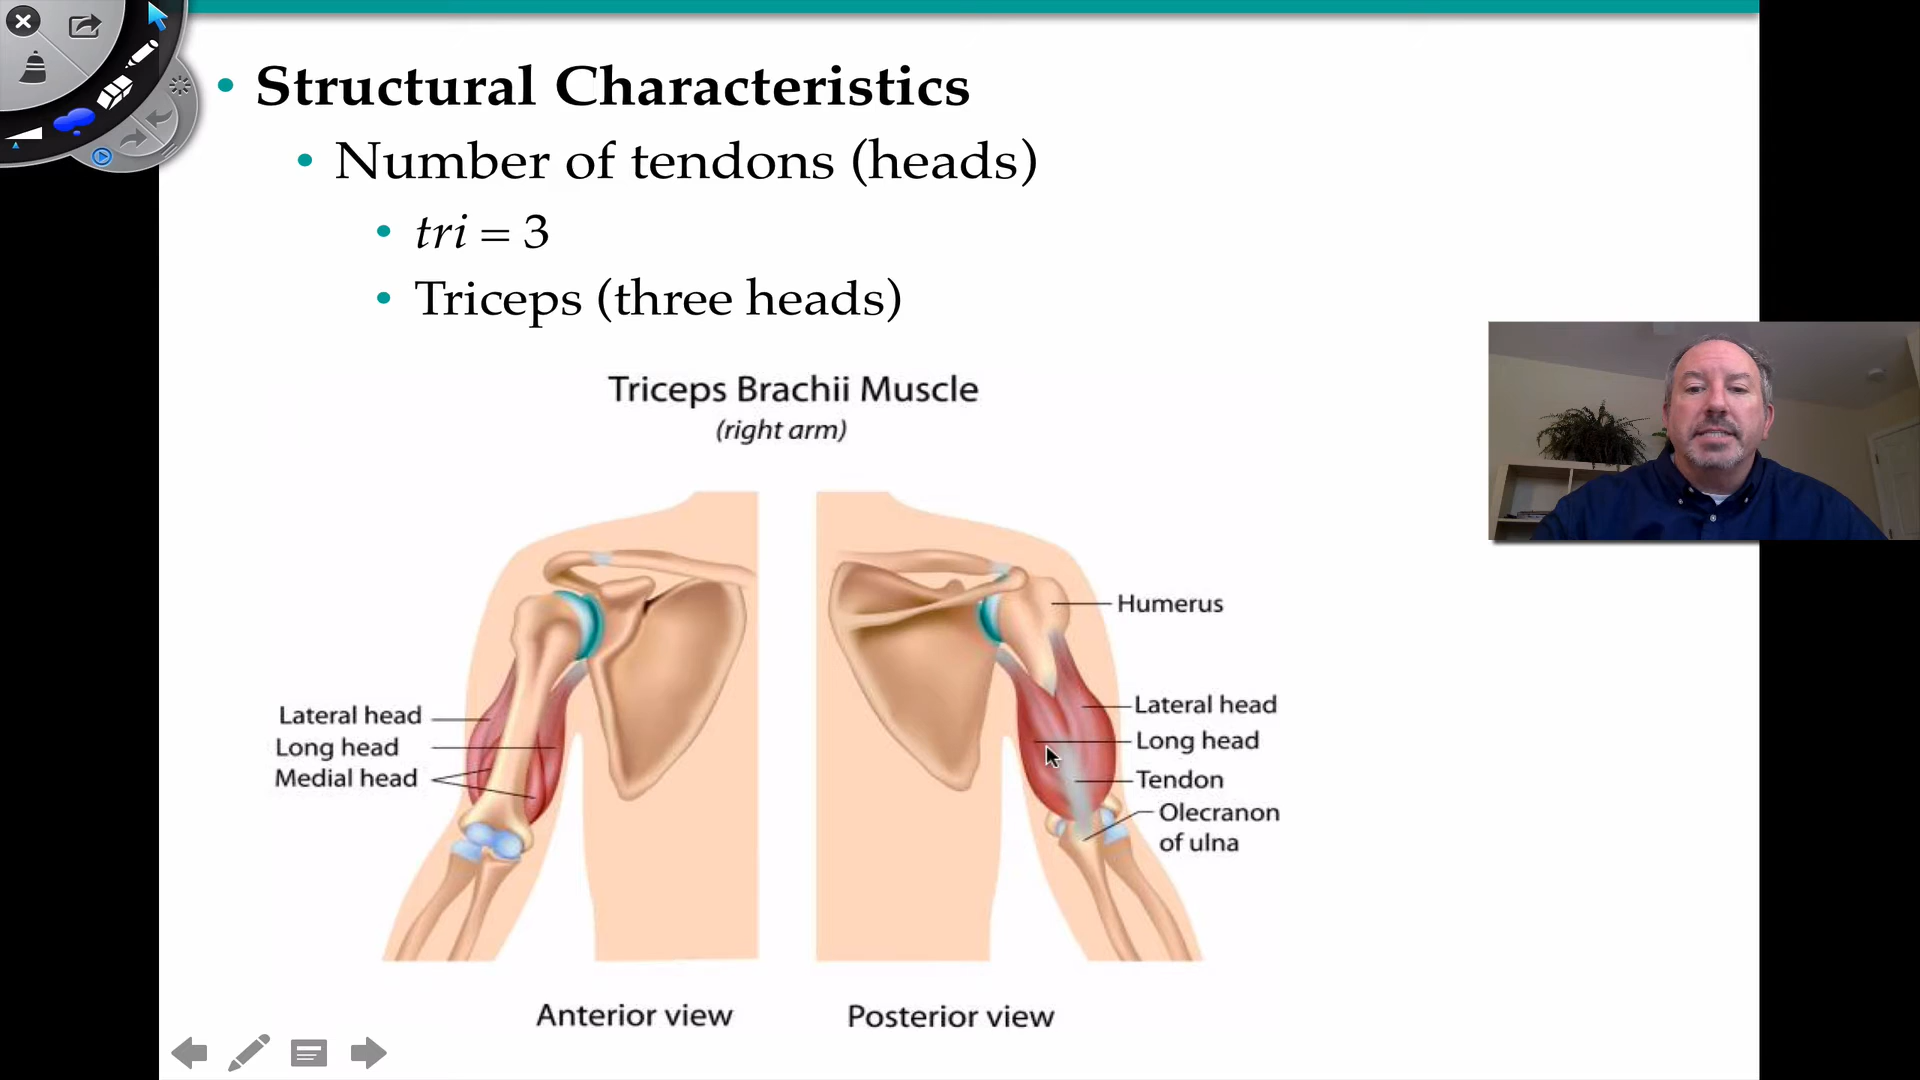 Structural Characteristics
Number of tendons (heads)
tri = 3
Triceps (three heads)
Triceps Brachii Muscle
(right arm)
Lateral head
Long head
Medial head
Humerus
Lateral head
Long head
Tendon
Olecranon
of ulna
Anterior view
Posterior view